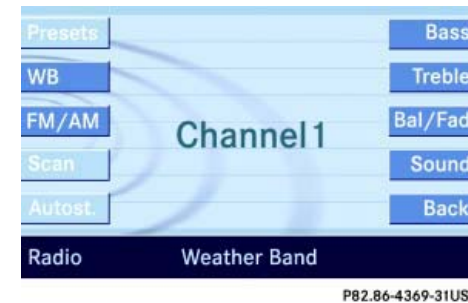 Presets
Bass
WB
Treble
FM/AM
Bal/Fad
Channel 1
Scan
Sound
Autost.
Back
Radio
Weather Band
P82.86-4369-31US